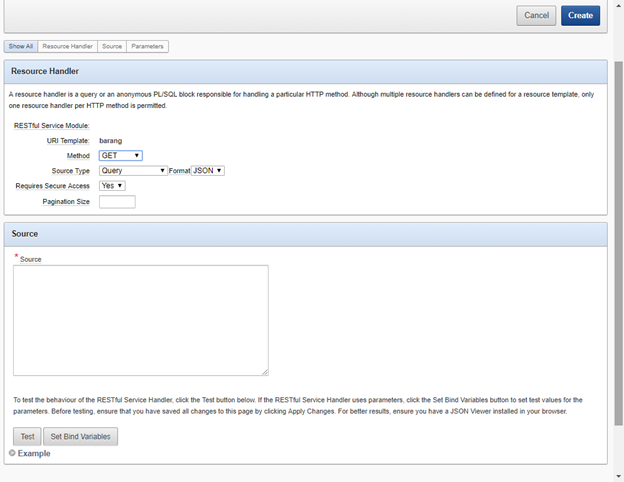 Cancel Create
Show All Resource Handler Source Parameters
Resource Handler
A resource handler is a query or an anonymous PL/SQL block responsible for handling a particular HTTP method. Although multiple resource handlers can be defined for a resource template, only
one resource handler per HTTP method is permitted.
RESTful Service Module:
URI Template: barang
Method GET
Source Type Query Format JSON
Requires Secure Access Yes
Pagination Size
Source
* Source
To test the behaviour of the RESTful Service Handler, click the Test button below. If the RESTful Service Handler uses parameters, click the Set Bind Variables button to set test values for the
parameters. Before testing, ensure that you have saved all changes to this page by clicking Apply Changes. For better results, ensure you have a JSON Viewer installed in your browser.
Test Set Bind Variables
Example